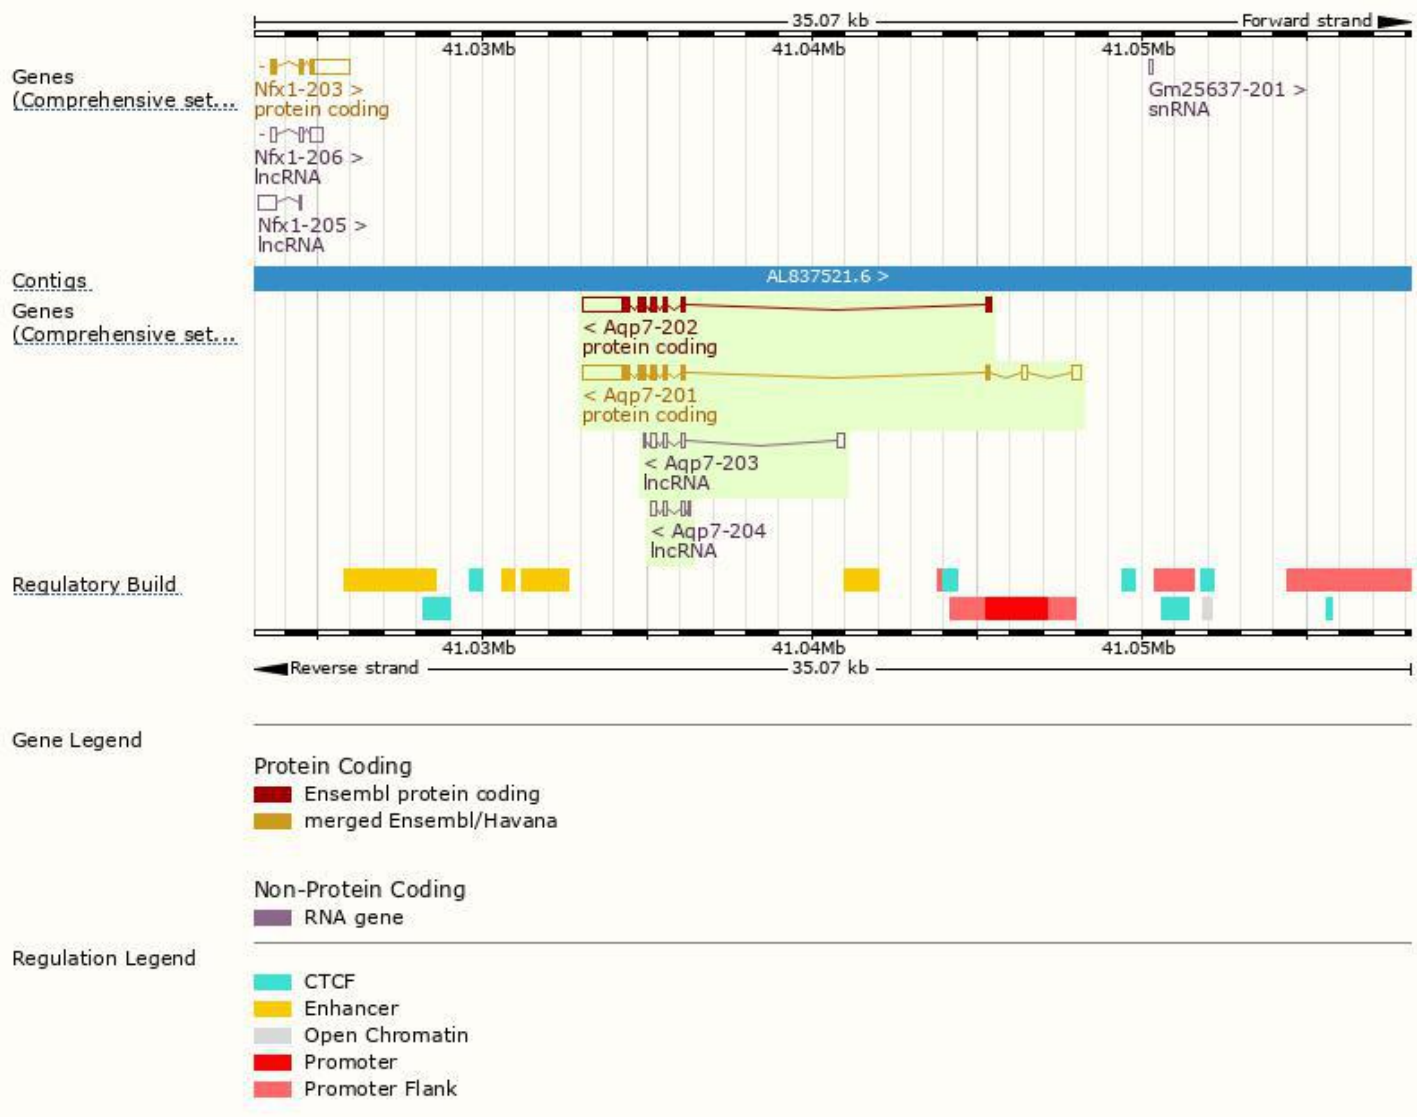 35.07 kb
Forward strand
41.03Mb
41.04Mb
41.05Mb
Genes
(Comprehensive set...
Nfx1-203 >
protein coding
Gm25637-201 >
snRNA
Nfx1-206 >
lncRNA
Nfx1-205 >
lncRNA
Contigs
AL837521.6 >
Genes
(Comprehensive set...
< Aqp7-202
protein coding
< Aqp7-201
protein coding
< Aqp7-203
lncRNA
< Aqp7-204
lncRNA
Regulatory Build
41.03Mb
41.04Mb
41.05Mb
Reverse strand
35.07 kb
Gene Legend
Protein Coding
Ensembl protein coding
merged Ensembl/Havana
Non-Protein Coding
RNA gene
Regulation Legend
CTCF
Enhancer
Open Chromatin
Promoter
Promoter Flank